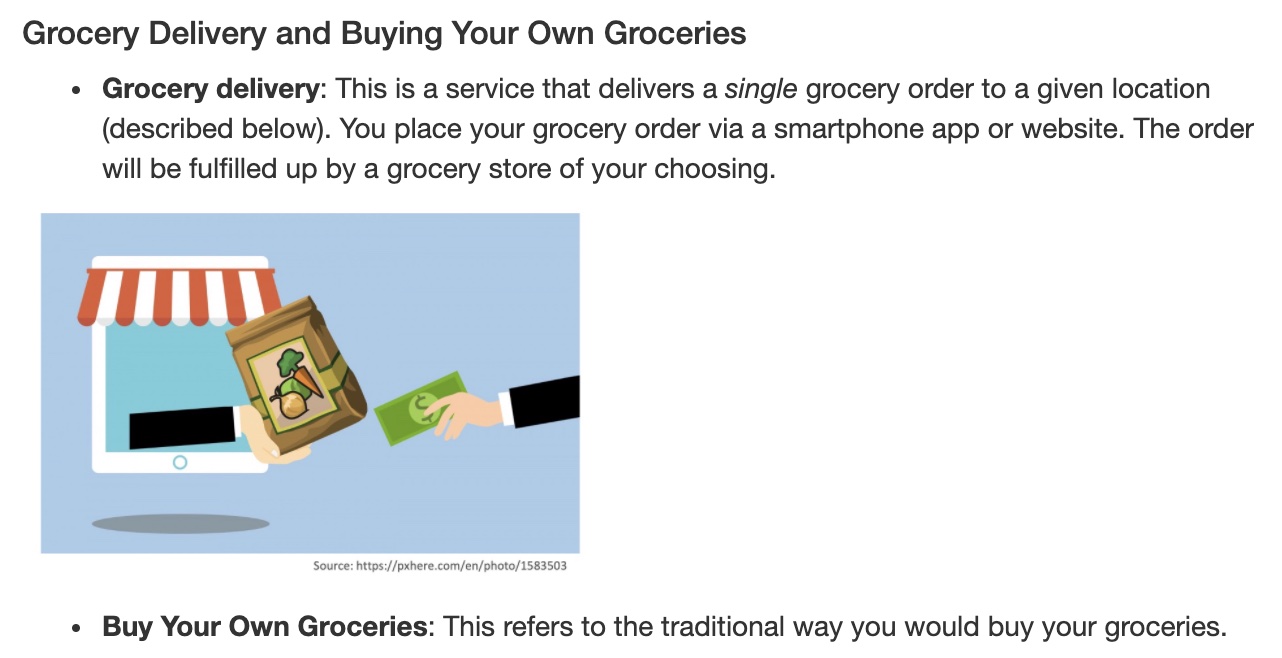 Grocery Delivery and Buying Your Own Groceries
• Grocery delivery: This is a service that delivers a single grocery order to a given location
(described below). You place your grocery order via a smartphone app or website. The order
will be fulfilled up by a grocery store of your choosing.
$
Source: https://pxhere.com/en/photo/1583503
• Buy Your Own Groceries: This refers to the traditional way you would buy your groceries.